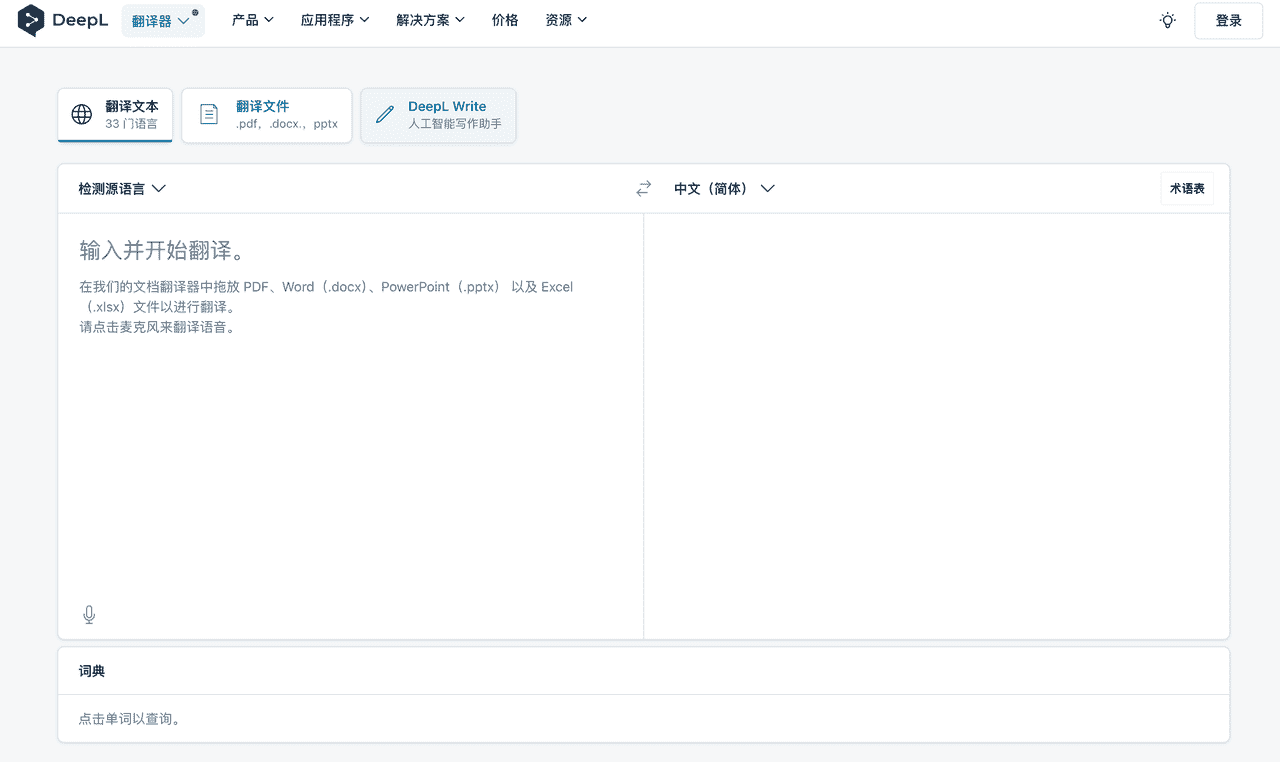 DeepL 翻译器 产品 应用程序 解决方案 价格 资源 登录
翻译文本
33 门语言
翻译文件
.pdf，.docx.，pptx
DeepL Write
人工智能写作助手
检测源语言 中文（简体） 术语表
输入并开始翻译。
在我们的文档翻译器中拖放 PDF、Word（.docx）、PowerPoint（.pptx） 以及 Excel
（.xlsx）文件以进行翻译。
请点击麦克风来翻译语音。
词典
点击单词以查询。